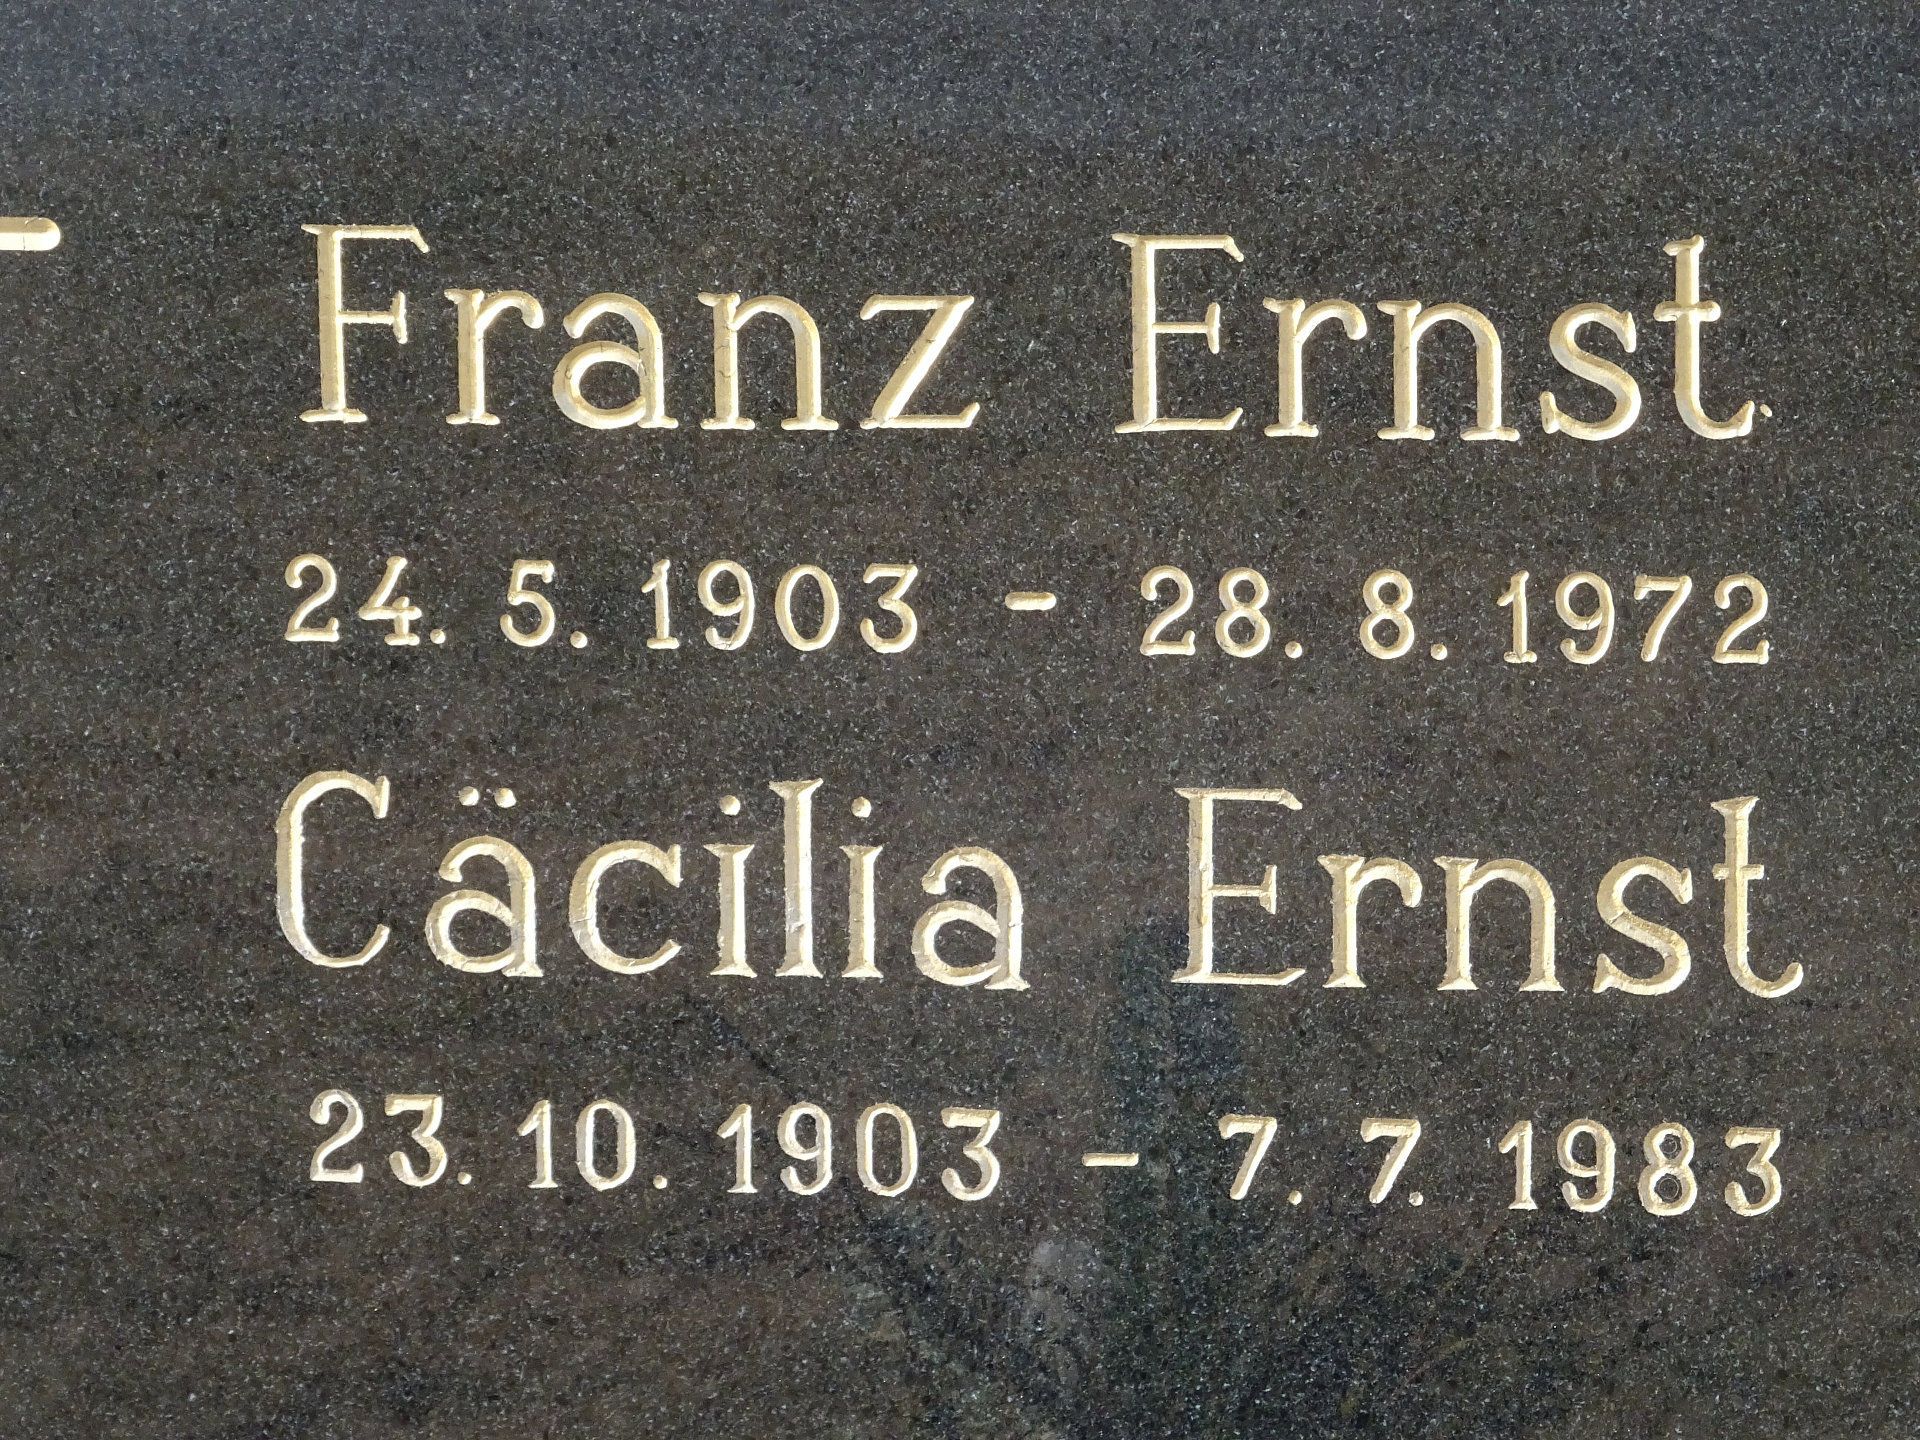 Franz Ernst
24. 5. 1903 - 28. 8. 1972
Cäcilia Ernst
23. 10. 1903 - 7. 7. 1983